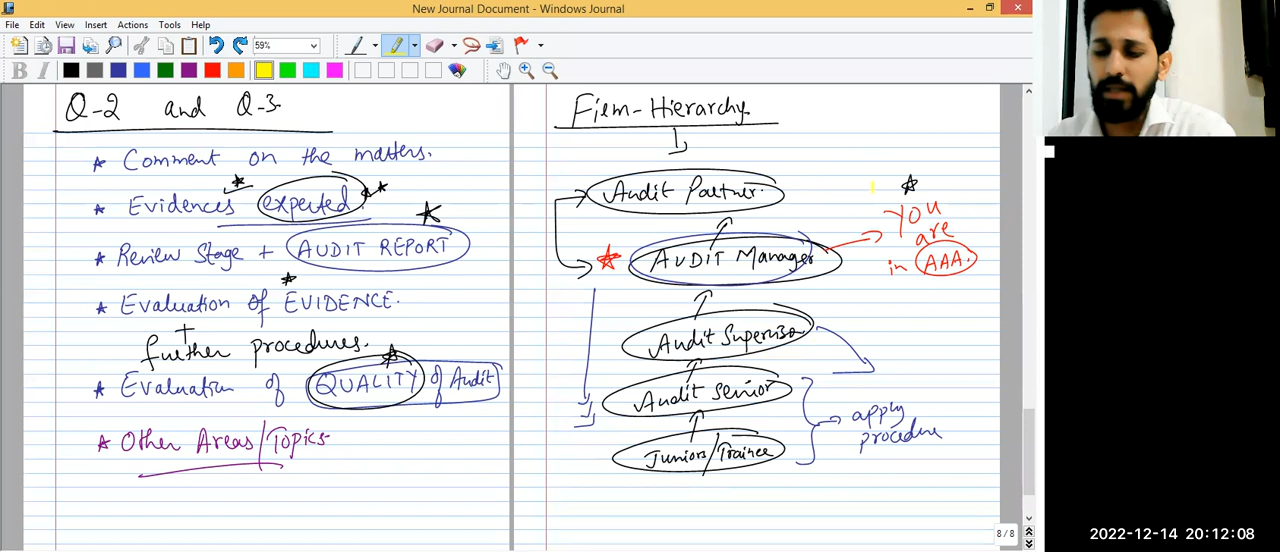 New Journal Document - Windows Journal
File Edit View Insert Actions Tools Help
59%
B I
Q-2 and Q-3
★ Comment on the matters.
★ Evidences expected
★ Review Stage + AUDIT REPORT
★ Evaluation of EVIDENCE.
+
further procedures.
★ Evaluation of QUALITY of Audit
★ Other Areas/Topics
Firm-Hierarchy
Audit Partner.
AUDIT Manager
YOU
are
in AAA.
Audit Supervisor
Audit Senior
Juniors/Trainee
apply
procedure
8/8
2022-12-14 20:12:08